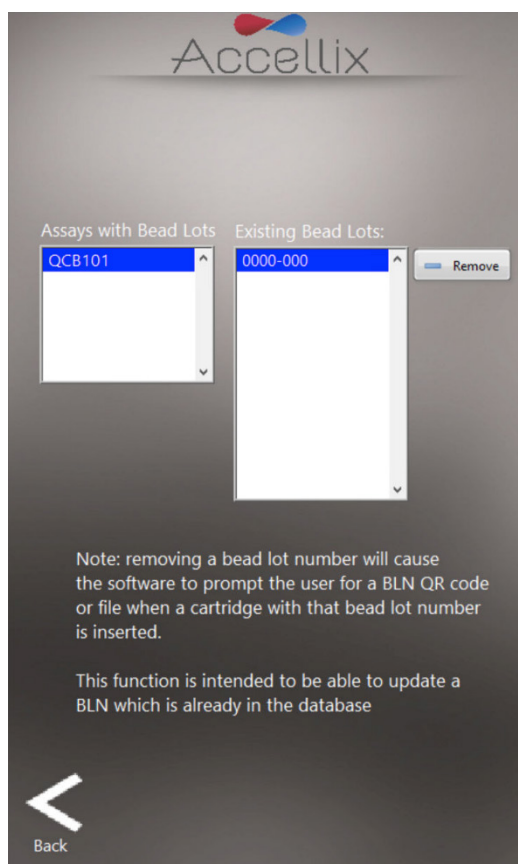 Accellix
Assays with Bead Lots
Existing Bead Lots:
QCB101
0000-000
Remove
Note: removing a bead lot number will cause
the software to prompt the user for a BLN QR code
or file when a cartridge with that bead lot number
is inserted.
This function is intended to be able to update a
BLN which is already in the database
Back